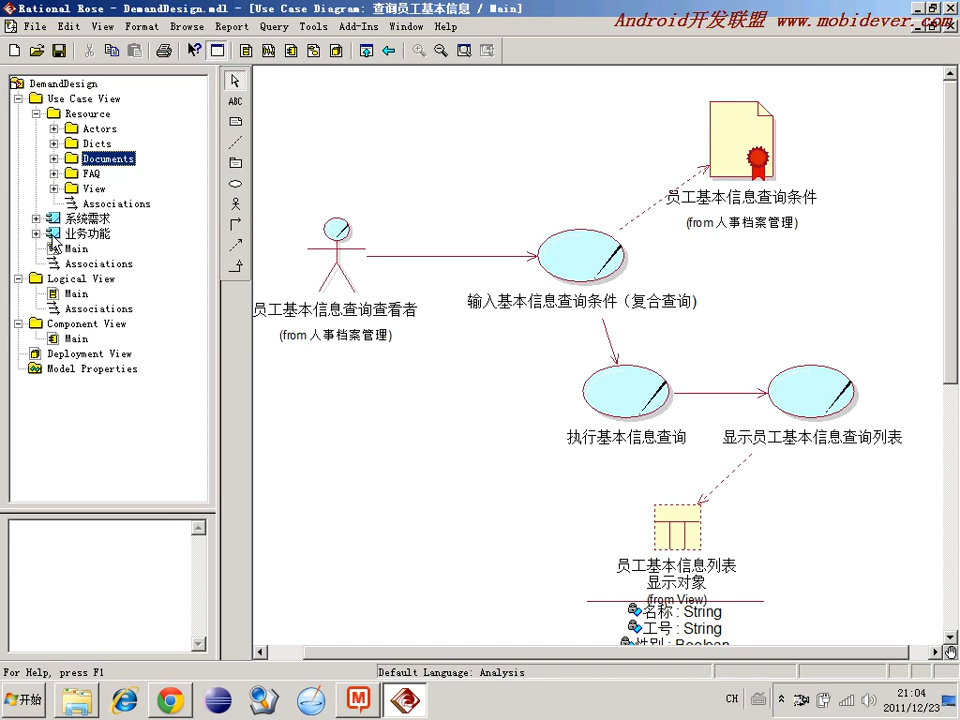 Rational Rose - DemandDesign.mdl - [Use Case Diagram: 查询员工基本信息 / Main]
Android开发联盟 www.mobidever.com
File Edit View Format Browse Report Query Tools Add-Ins Window Help
DemandDesign
Use Case View
Resource
Actors
Dicts
Documents
FAQ
View
Associations
系统需求
业务功能
Main
Associations
Logical View
Main
Associations
Component View
Main
Deployment View
Model Properties
ABC
员工基本信息查询条件
(from 人事档案管理)
员工基本信息查询查看者
(from 人事档案管理)
输入基本信息查询条件（复合查询)
执行基本信息查询
显示员工基本信息查询列表
员工基本信息列表
显示对象
(from View)
名称 : String
工号 : String
性别 : Boolean
For Help, press F1
Default Language: Analysis
开始
CH
21:04
2011/12/23